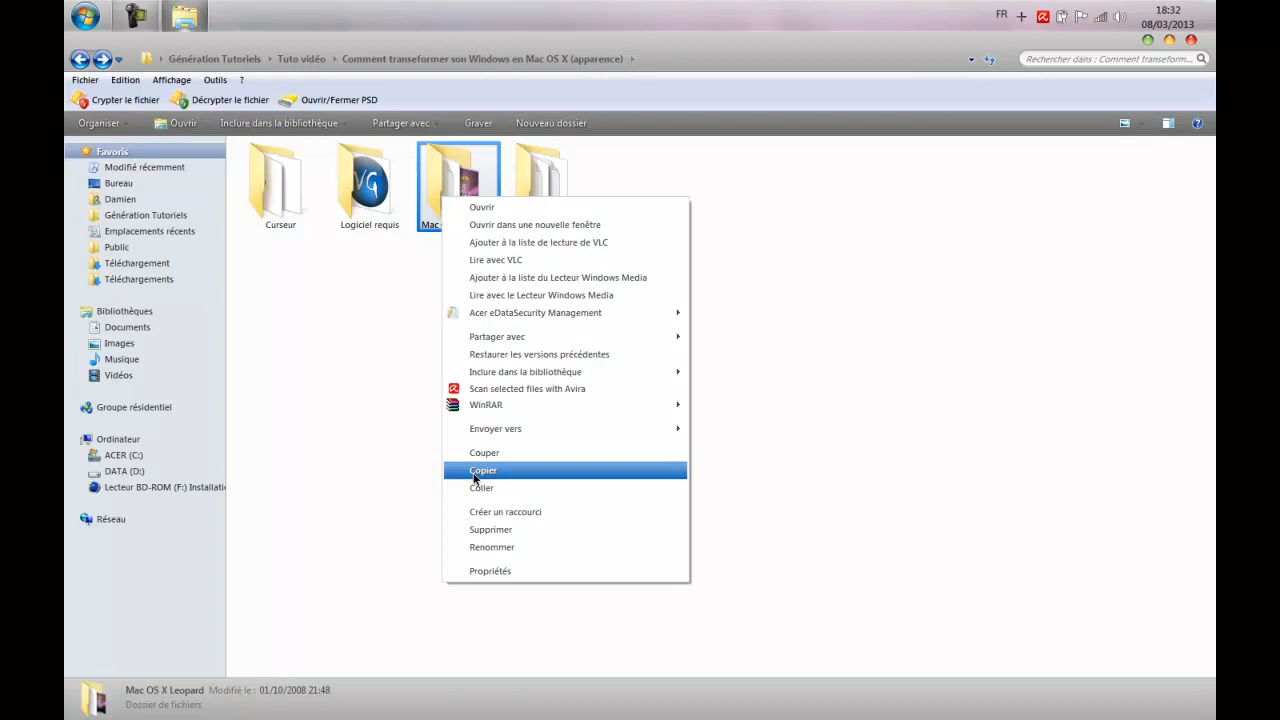 FR
18:32
08/03/2013
Génération Tutoriels
Tuto vidéo
Comment transeformer son Windows en Mac OS X (apparence)
Rechercher dans : Comment transeform...
Fichier Edition Affichage Outils ?
Crypter le fichier Décrypter le fichier Ouvrir/Fermer PSD
Organiser Ouvrir Inclure dans la bibliothèque Partager avec Graver Nouveau dossier
Favoris
Modifié récemment
Bureau
Damien
Génération Tutoriels
Emplacements récents
Public
Téléchargement
Téléchargements
Bibliothèques
Documents
Images
Musique
Vidéos
Groupe résidentiel
Ordinateur
ACER (C:)
DATA (D:)
Lecteur BD-ROM (F:) Installati
Réseau
Curseur
VG
Logiciel requis
Mac
Ouvrir
Ouvrir dans une nouvelle fenêtre
Ajouter à la liste de lecture de VLC
Lire avec VLC
Ajouter à la liste du Lecteur Windows Media
Lire avec le Lecteur Windows Media
Acer eDataSecurity Management
Partager avec
Restaurer les versions précédentes
Inclure dans la bibliothèque
Scan selected files with Avira
WinRAR
Envoyer vers
Couper
Copier
Coller
Créer un raccourci
Supprimer
Renommer
Propriétés
Mac OS X Leopard Modifié le : 01/10/2008 21:48
Dossier de fichiers